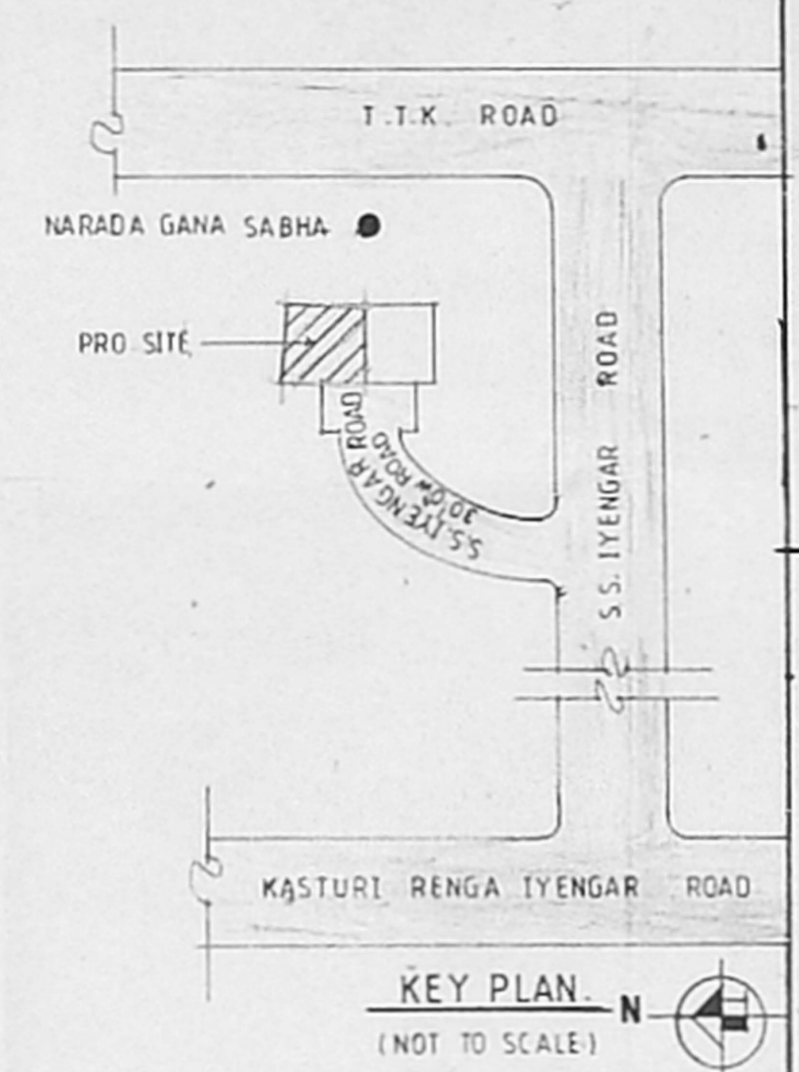 T.T.K. ROAD
NARADA GANA SABHA
PRO SITE
S.S. IYENGAR ROAD
S.S. IYENGAR ROAD
30'0"w ROAD
KASTURI RENGA IYENGAR ROAD
KEY PLAN.
N
(NOT TO SCALE)